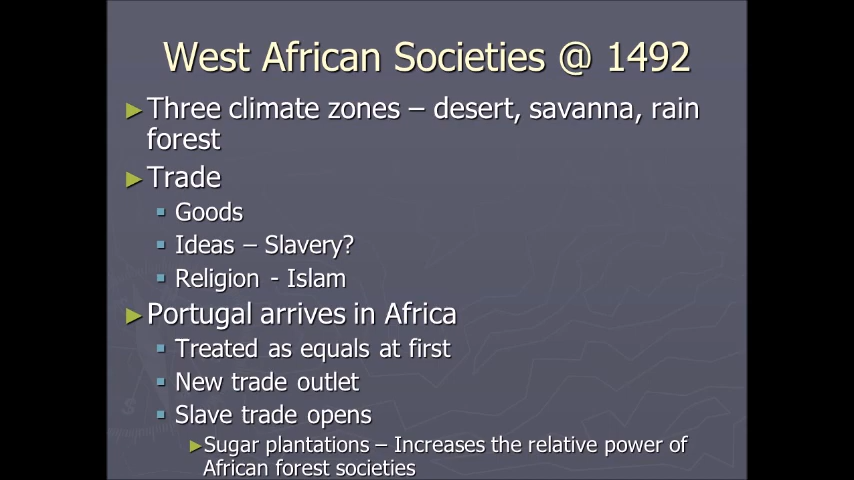 West African Societies @ 1492
►Three climate zones – desert, savanna, rain
forest
►Trade
▪ Goods
▪ Ideas – Slavery?
▪ Religion - Islam
►Portugal arrives in Africa
▪ Treated as equals at first
▪ New trade outlet
▪ Slave trade opens
►Sugar plantations – Increases the relative power of
African forest societies